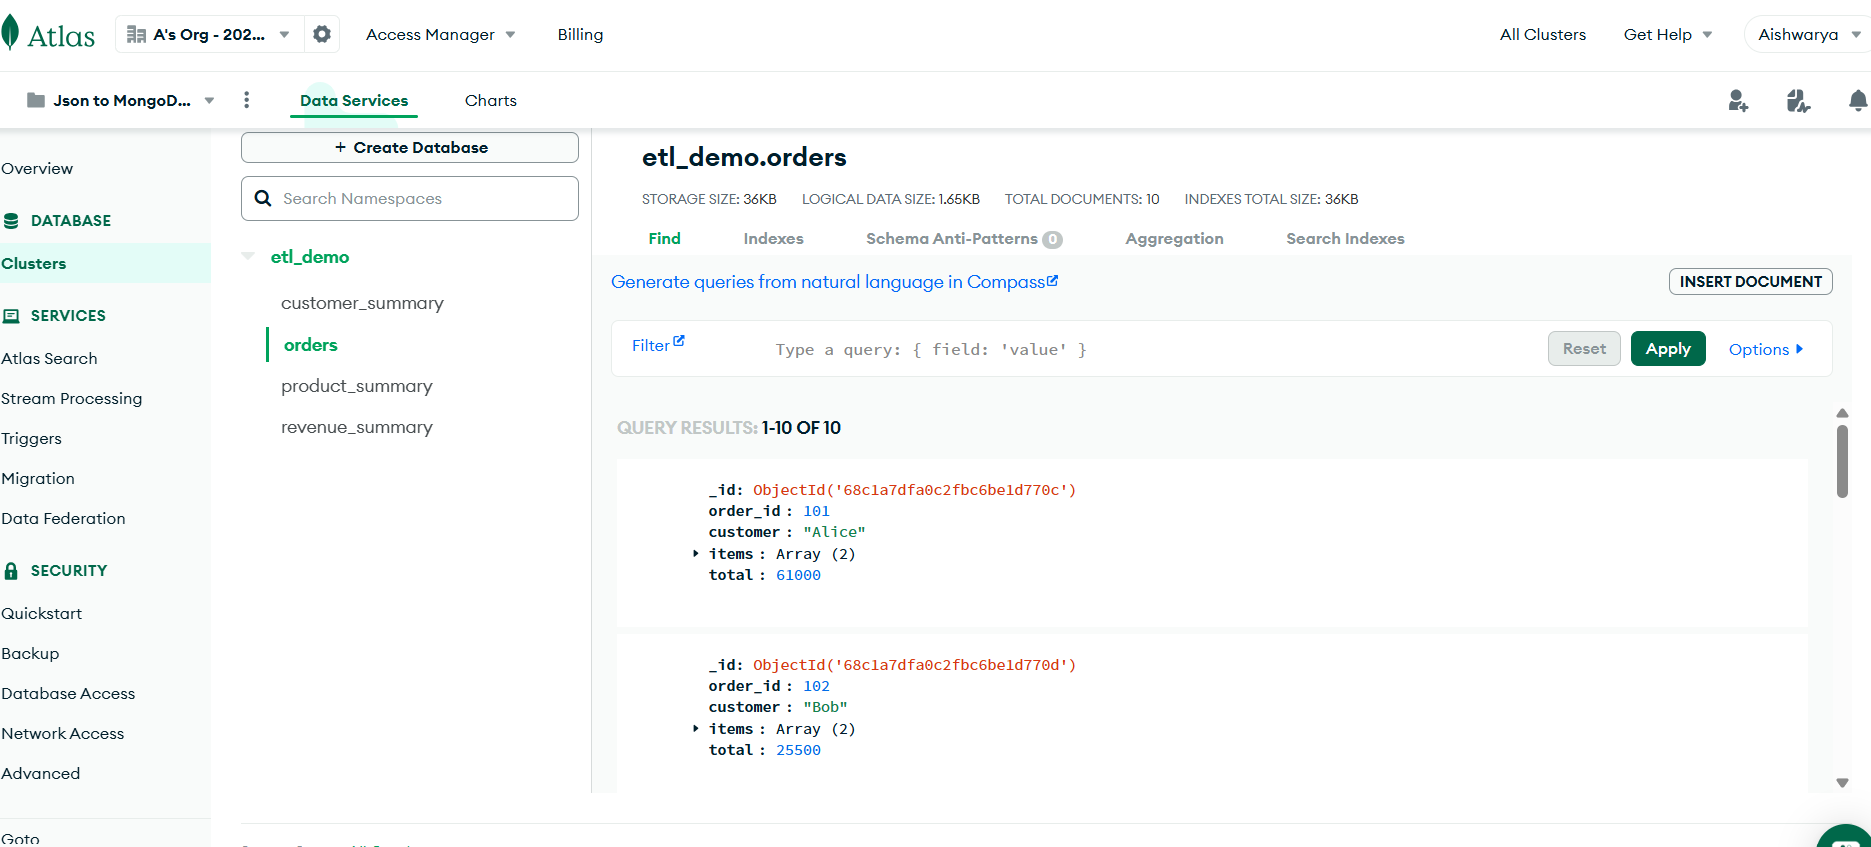 Atlas
A's Org - 202...
Access Manager
Billing
All Clusters
Get Help
Aishwarya
Json to MongoD...
Data Services
Charts
Overview
DATABASE
Clusters
SERVICES
Atlas Search
Stream Processing
Triggers
Migration
Data Federation
SECURITY
Quickstart
Backup
Database Access
Network Access
Advanced
Goto
+ Create Database
Search Namespaces
etl_demo
customer_summary
orders
product_summary
revenue_summary
etl_demo.orders
STORAGE SIZE: 36KB LOGICAL DATA SIZE: 1.65KB TOTAL DOCUMENTS: 10 INDEXES TOTAL SIZE: 36KB
Find Indexes Schema Anti-Patterns 0 Aggregation Search Indexes
Generate queries from natural language in Compass
INSERT DOCUMENT
Filter
Type a query: { field: 'value' }
Reset
Apply
Options
QUERY RESULTS: 1-10 OF 10
_id: ObjectId('68c1a7dfa0c2fbc6be1d770c')
order_id : 101
customer : "Alice"
items : Array (2)
total : 61000
_id: ObjectId('68c1a7dfa0c2fbc6be1d770d')
order_id : 102
customer : "Bob"
items : Array (2)
total : 25500